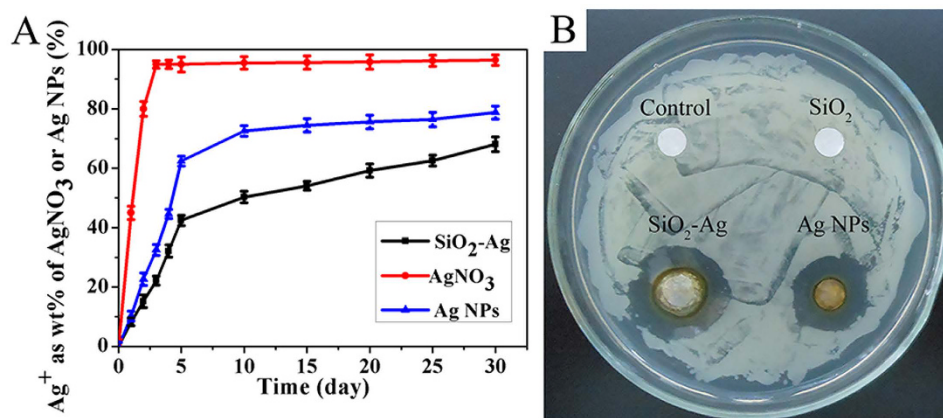 A
Ag⁺ as wt% of AgNO₃ or Ag NPs (%)
100
80
60
40
20
0
SiO₂-Ag
AgNO₃
Ag NPs
0 5 10 15 20 25 30
Time (day)
B
Control SiO₂
SiO₂-Ag Ag NPs